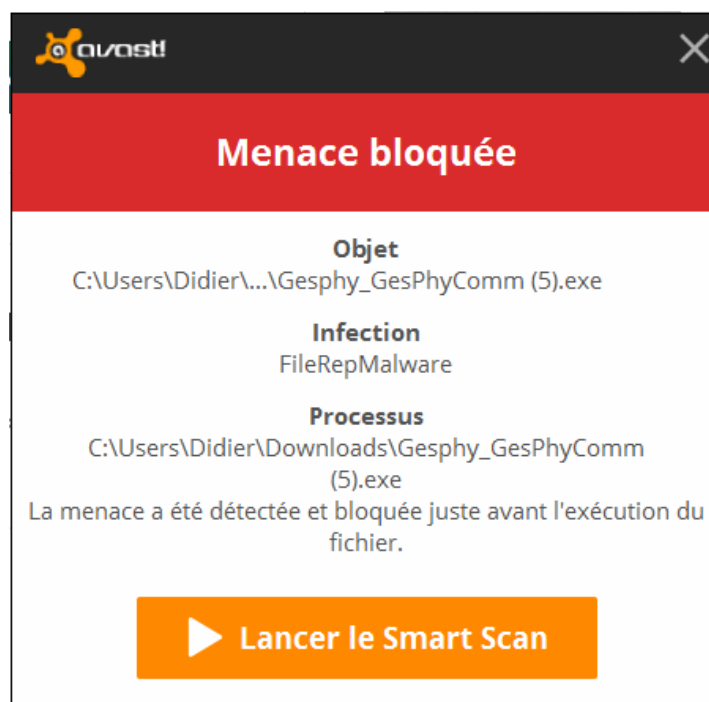 avast!
Menace bloquée
Objet
C:\Users\Didier\...\Gesphy_GesPhyComm (5).exe
Infection
FileRepMalware
Processus
C:\Users\Didier\Downloads\Gesphy_GesPhyComm
(5).exe
La menace a été détectée et bloquée juste avant l'exécution du
fichier.
Lancer le Smart Scan